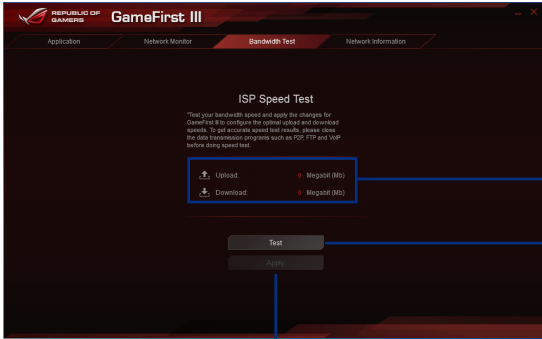 REPUBLIC OF
GAMERS
GameFirst III
Application
Network Monitor
Bandwidth Test
Network Information
ISP Speed Test
*Test your bandwidth speed and apply the changes for
GameFirst III to configure the optimal upload and download
speeds. To get accurate speed test results, please close
the data transmission programs such as P2P, FTP and VoIP
before doing speed test.
Upload: 0 Megabit (Mb)
Download: 0 Megabit (Mb)
Test
Apply